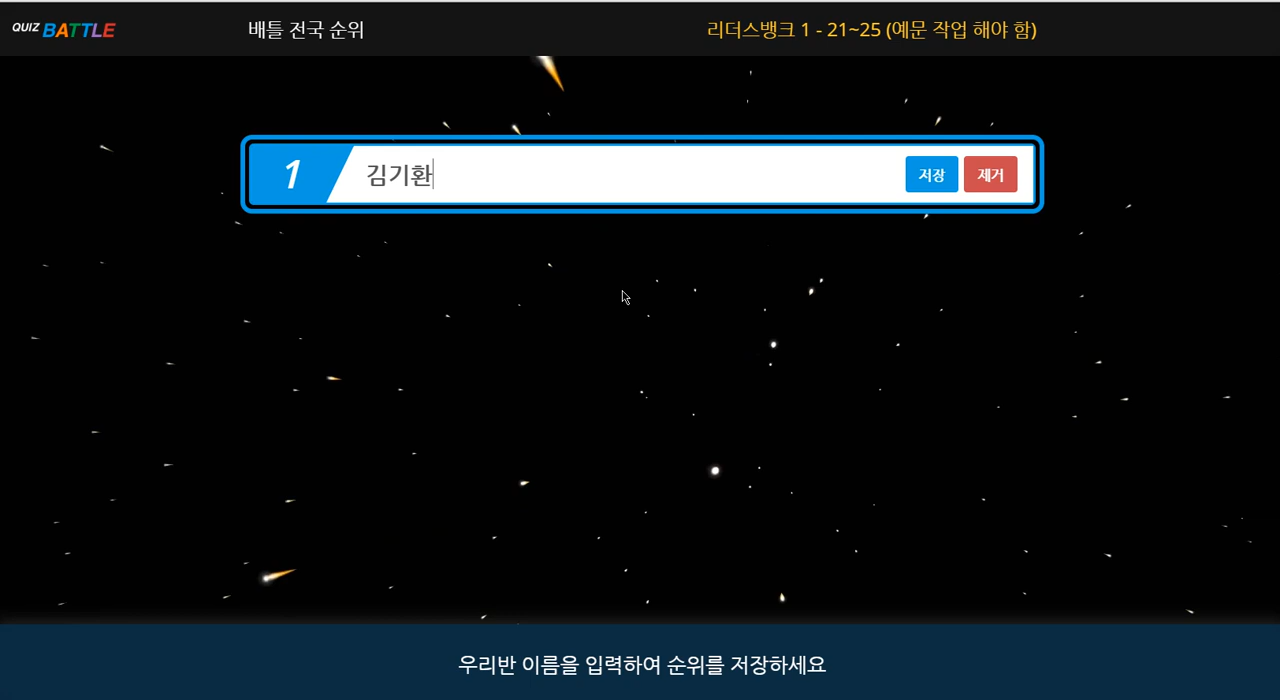 QUIZ BATTLE
배틀 전국 순위
리더스뱅크 1 - 21~25 (예문 작업 해야 함)
1
김기환
저장
제거
우리반 이름을 입력하여 순위를 저장하세요